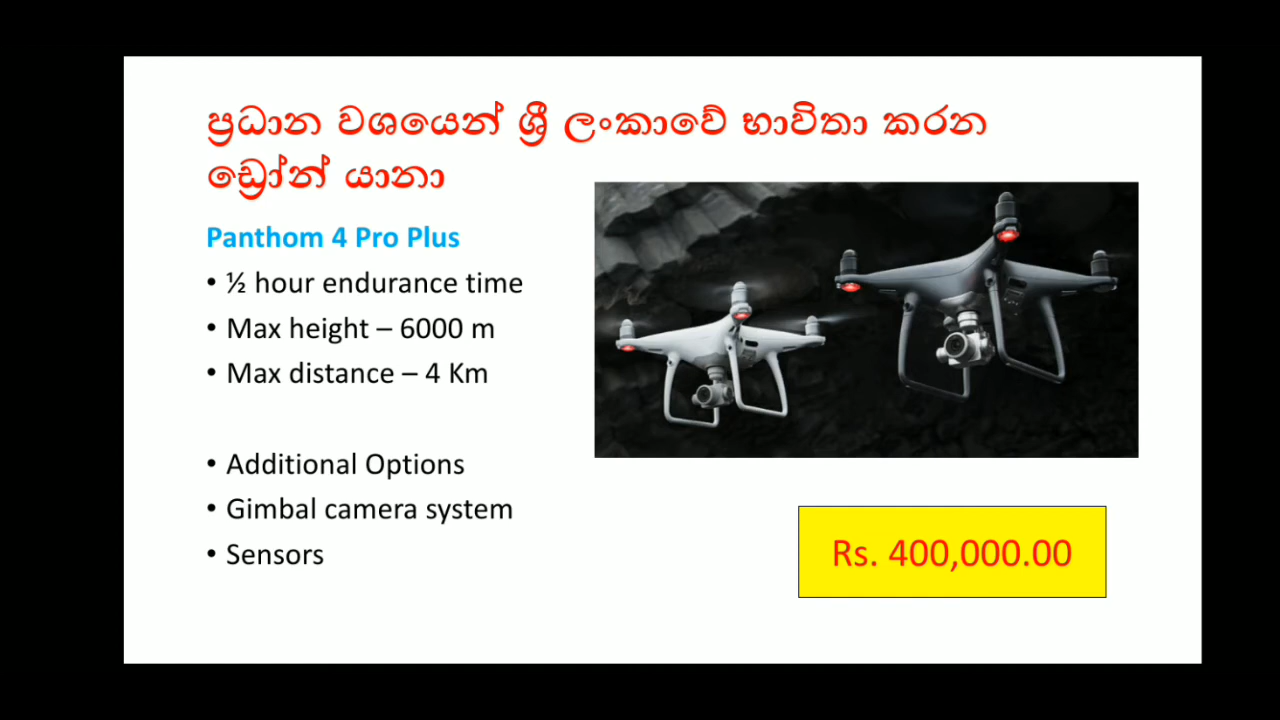 ප්‍රධාන වශයෙන් ශ්‍රී ලංකාවේ භාවිතා කරන
ඩ්‍රෝන් යානා
Panthom 4 Pro Plus
• ½ hour endurance time
• Max height – 6000 m
• Max distance – 4 Km
• Additional Options
• Gimbal camera system
• Sensors
Rs. 400,000.00